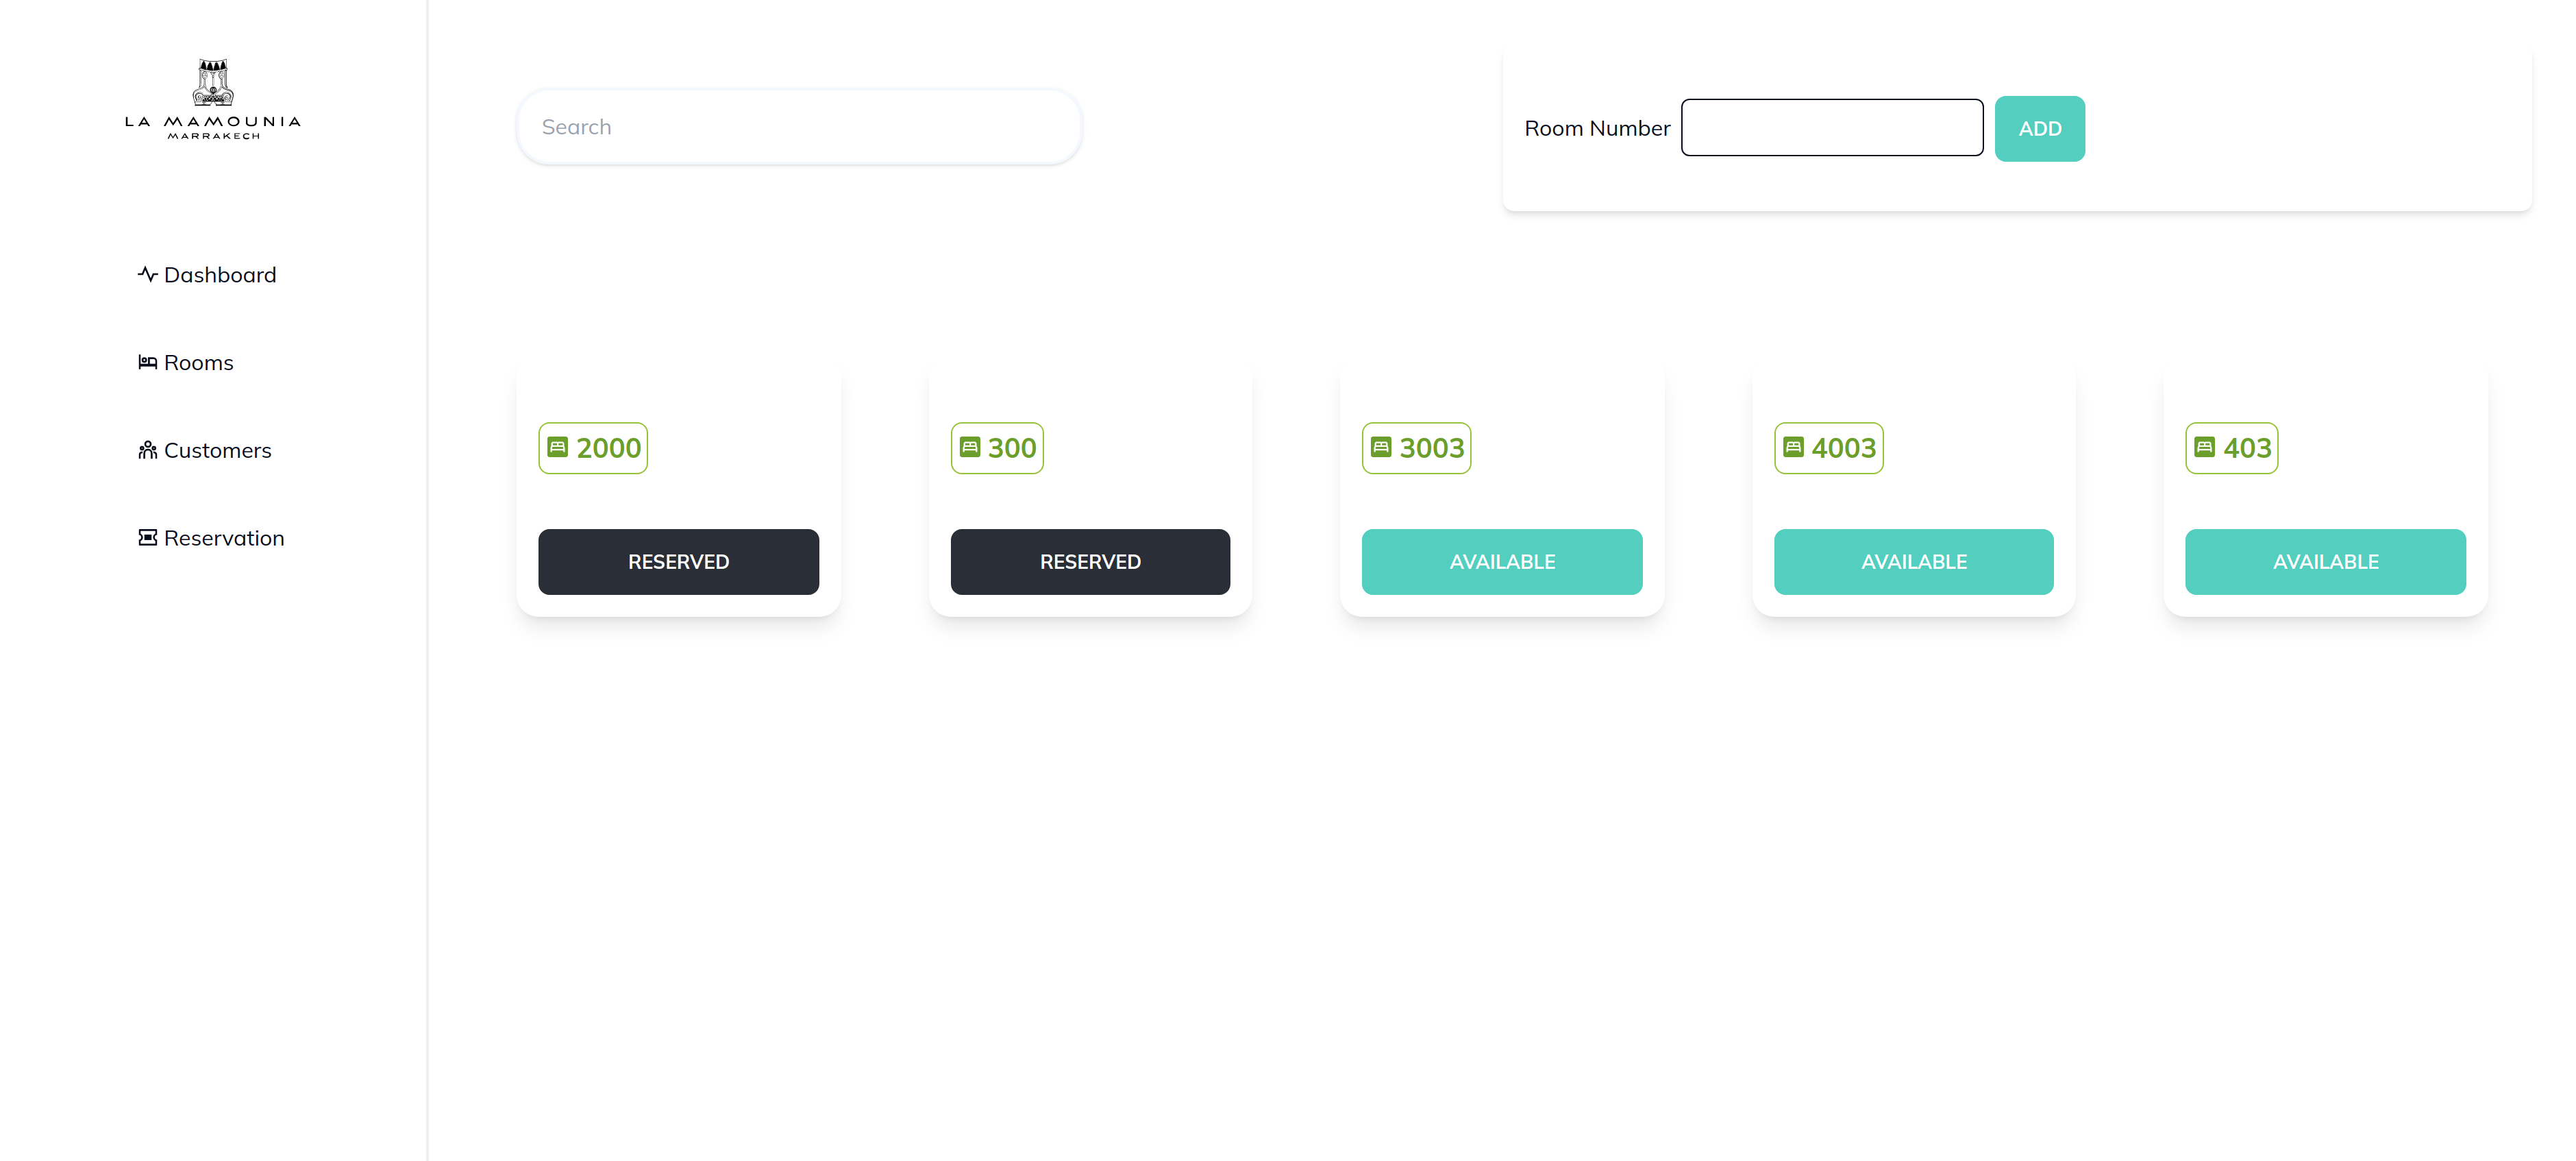 LA MAMOUNIA
MARRAKECH
Dashboard
Rooms
Customers
Reservation
Search
Room Number
ADD
2000
RESERVED
300
RESERVED
3003
AVAILABLE
4003
AVAILABLE
403
AVAILABLE